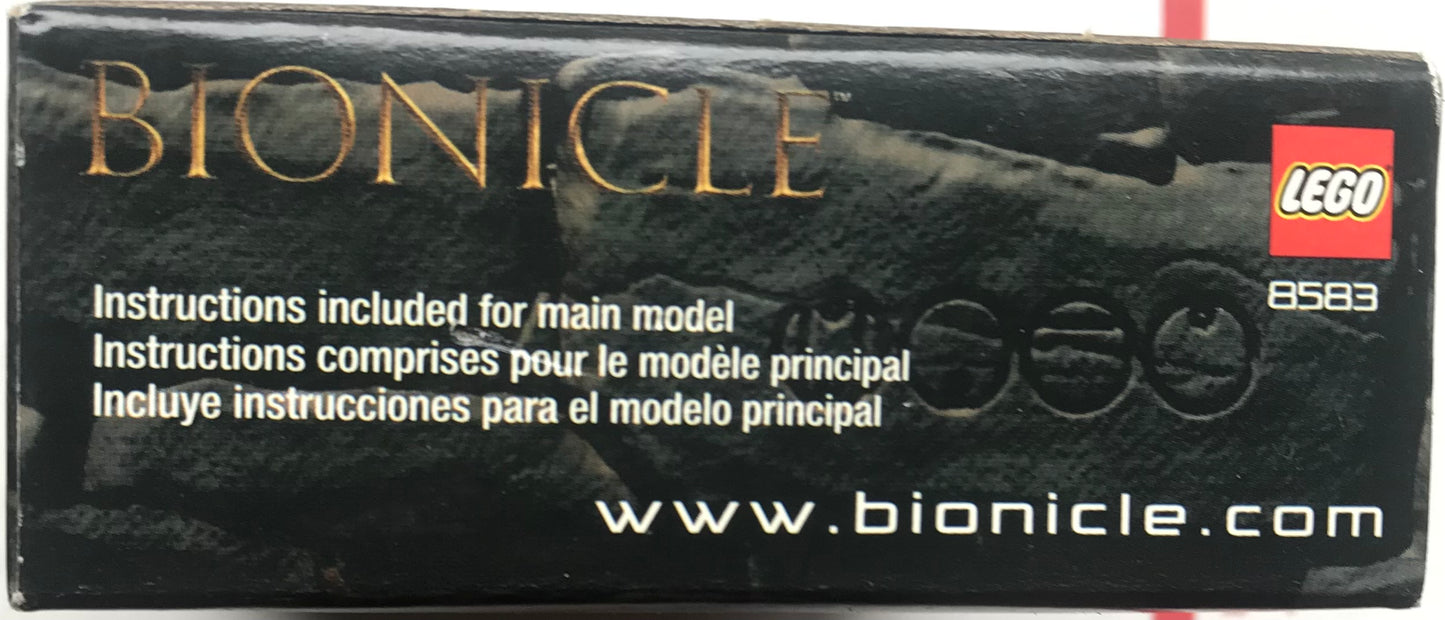 BIONICLE™
LEGO®
8583
Instructions included for main model
Instructions comprises pour le modèle principal
Incluye instrucciones para el modelo principal
www.bionicle.com